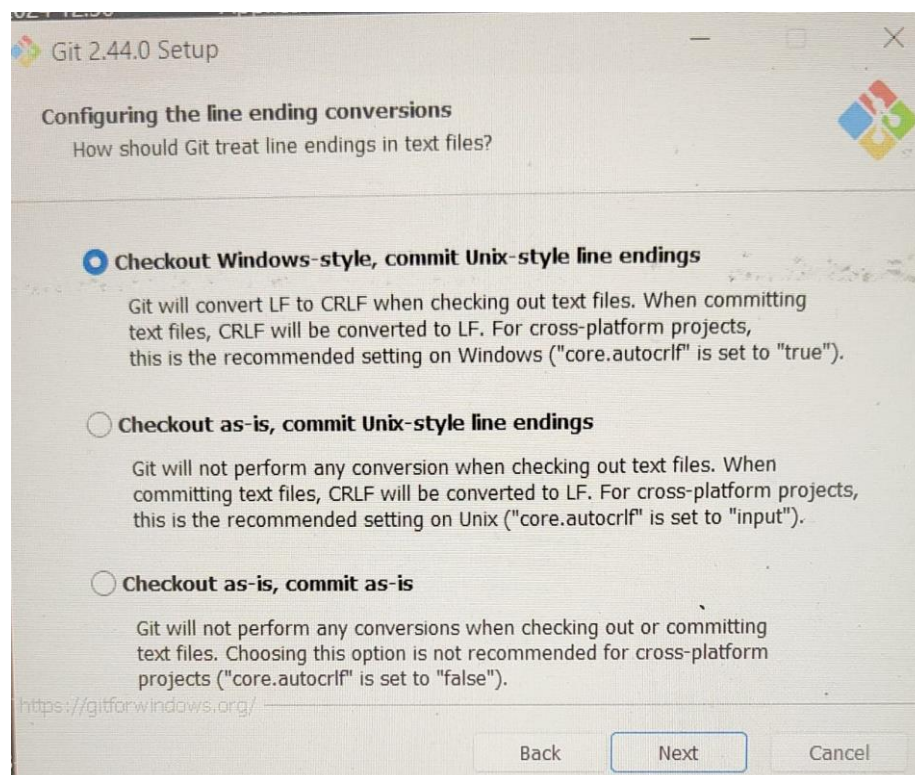 Git 2.44.0 Setup
Configuring the line ending conversions
How should Git treat line endings in text files?
Checkout Windows-style, commit Unix-style line endings
Git will convert LF to CRLF when checking out text files. When committing
text files, CRLF will be converted to LF. For cross-platform projects,
this is the recommended setting on Windows ("core.autocrlf" is set to "true").
Checkout as-is, commit Unix-style line endings
Git will not perform any conversion when checking out text files. When
committing text files, CRLF will be converted to LF. For cross-platform projects,
this is the recommended setting on Unix ("core.autocrlf" is set to "input").
Checkout as-is, commit as-is
Git will not perform any conversions when checking out or committing
text files. Choosing this option is not recommended for cross-platform
projects ("core.autocrlf" is set to "false").
https://gitforwindows.org/
Back Next Cancel